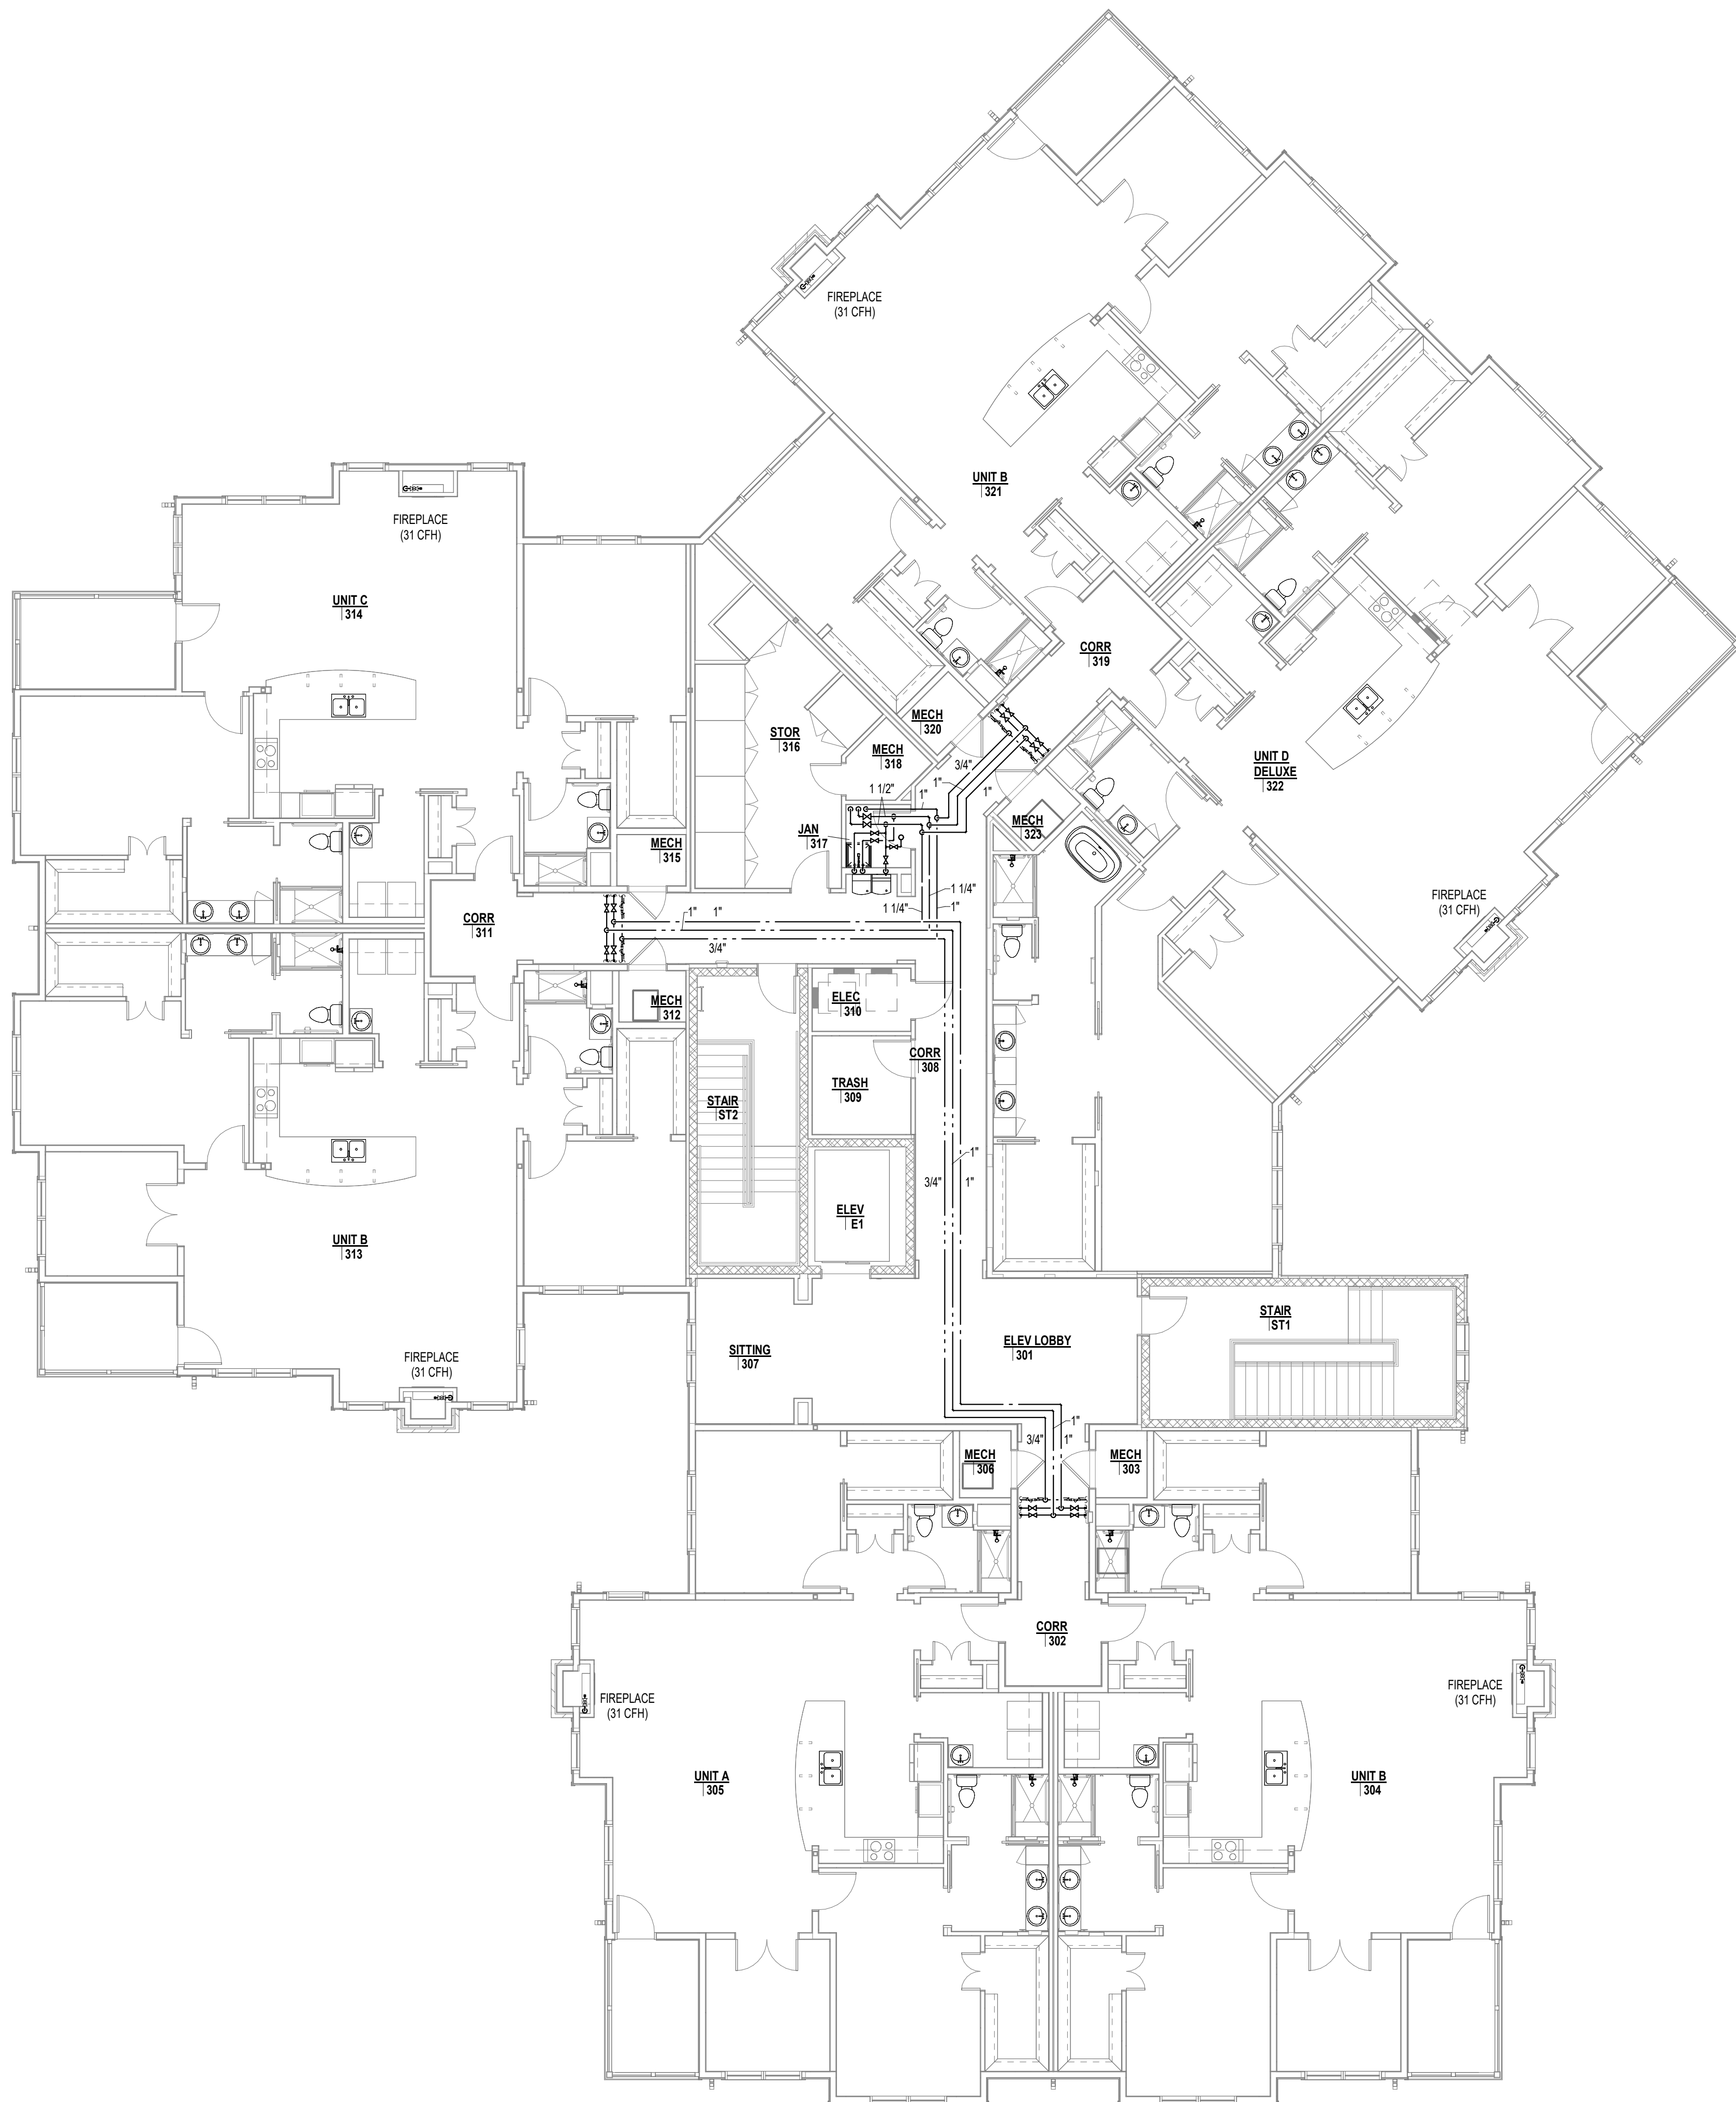 FIREPLACE
(31 CFH)
UNIT B
321
FIREPLACE
(31 CFH)
UNIT C
314
CORR
319
MECH
320
STOR
316
MECH
318
UNIT D
DELUXE
322
3/4"
1"
1"
1 1/2"
1"
JAN
317
MECH
323
MECH
315
FIREPLACE
(31 CFH)
1 1/4"
1 1/4"
1"
CORR
311
1"
1"
3/4"
MECH
312
ELEC
310
CORR
308
TRASH
309
STAIR
ST2
1"
3/4"
1"
ELEV
E1
UNIT B
313
STAIR
ST1
SITTING
307
ELEV LOBBY
301
FIREPLACE
(31 CFH)
1"
3/4"
1"
MECH
306
MECH
303
CORR
302
FIREPLACE
(31 CFH)
FIREPLACE
(31 CFH)
UNIT A
305
UNIT B
304